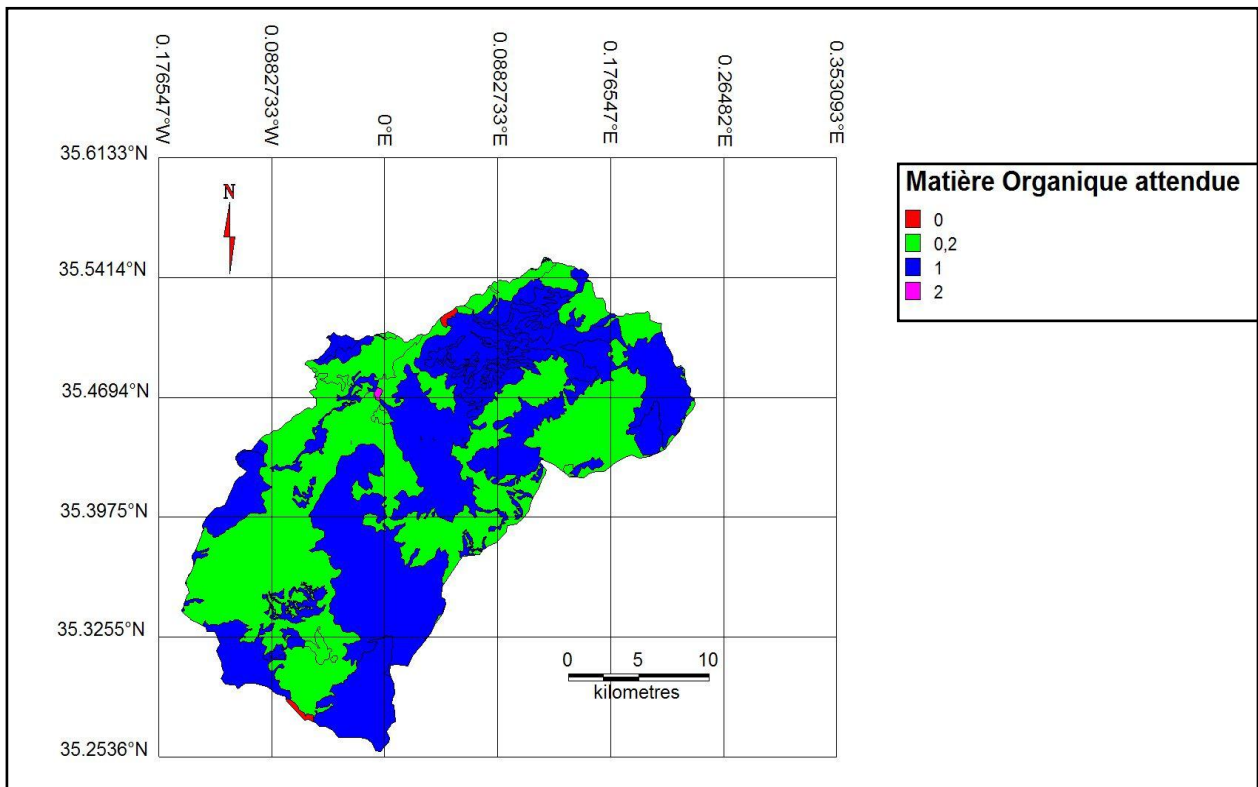 0.176547°W
0.0882733°W
0°E
0.0882733°E
0.176547°E
0.26482°E
0.353093°E
35.6133°N
35.5414°N
35.4694°N
35.3975°N
35.3255°N
35.2536°N
N
Matière Organique attendue
0
0,2
1
2
0 5 10
kilometres